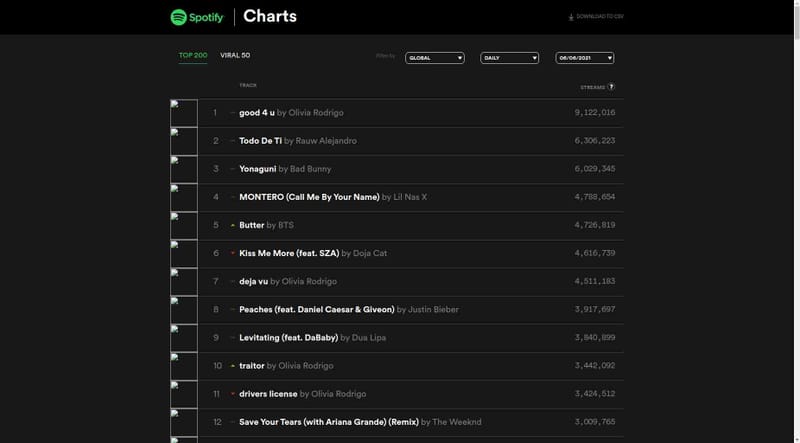 Spotify Charts
DOWNLOAD TO CSV
TOP 200 VIRAL 50 Filter by GLOBAL DAILY 06/06/2021
TRACK STREAMS ?
1 good 4 u by Olivia Rodrigo 9,122,016
2 Todo De Ti by Rauw Alejandro 6,306,223
3 Yonaguni by Bad Bunny 6,029,345
4 MONTERO (Call Me By Your Name) by Lil Nas X 4,788,654
5 Butter by BTS 4,726,819
6 Kiss Me More (feat. SZA) by Doja Cat 4,616,739
7 deja vu by Olivia Rodrigo 4,511,183
8 Peaches (feat. Daniel Caesar & Giveon) by Justin Bieber 3,917,697
9 Levitating (feat. DaBaby) by Dua Lipa 3,840,899
10 traitor by Olivia Rodrigo 3,442,092
11 drivers license by Olivia Rodrigo 3,424,512
12 Save Your Tears (with Ariana Grande) (Remix) by The Weeknd 3,009,765